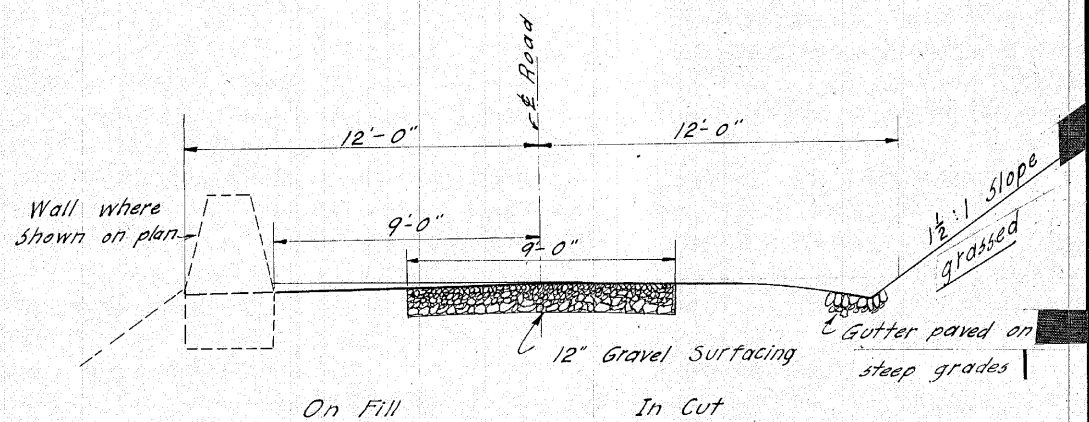 ℄ Road
12'-0"
12'-0"
Wall where
shown on plan
9'-0"
9'-0"
1½:1 Slope
grassed
12" Gravel Surfacing
Gutter paved on
steep grades
On Fill
In Cut